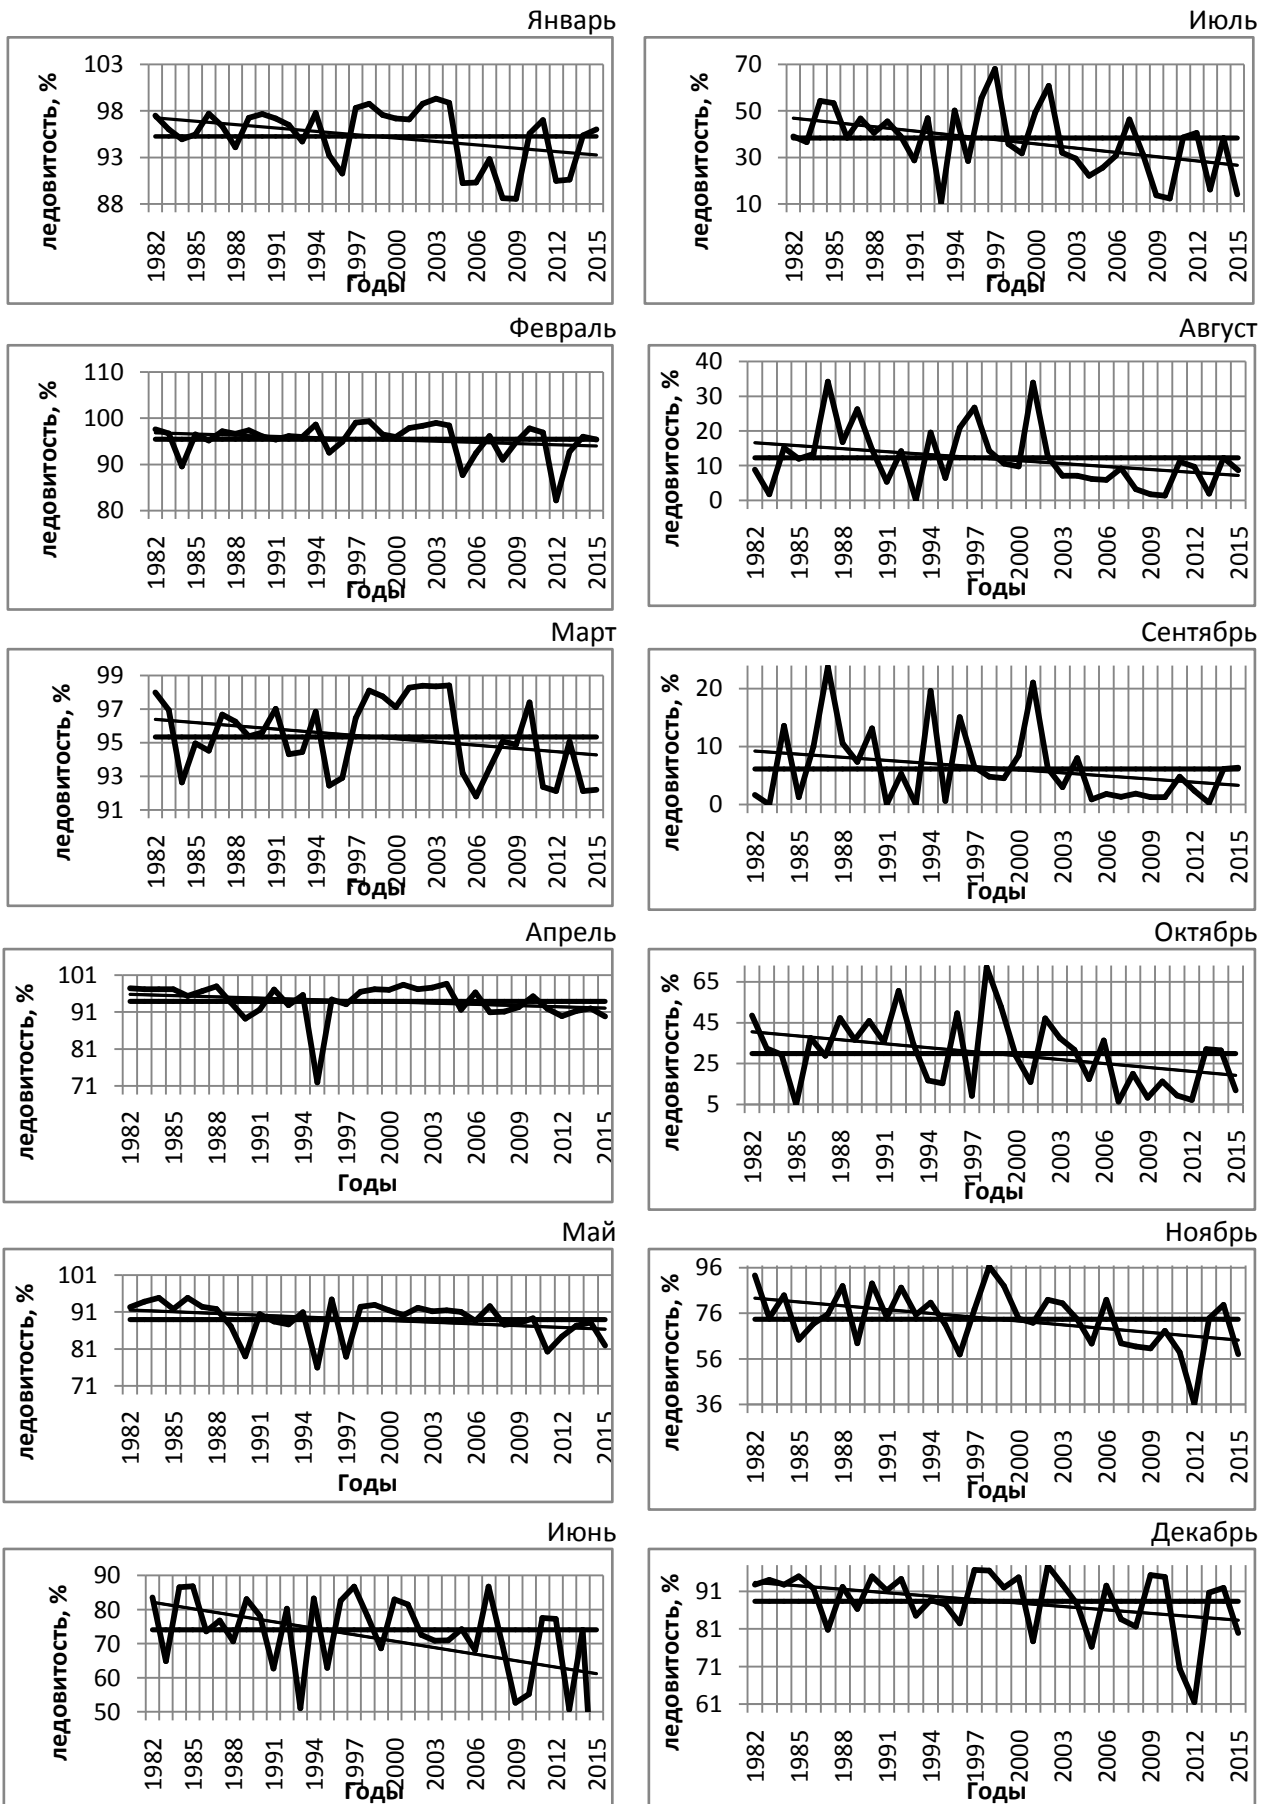 Январь
ледовитость, %
103
98
93
88
1982 1985 1988 1991 1994 1997 2000 2003 2006 2009 2012 2015
Годы
Июль
ледовитость, %
70
50
30
10
1982 1985 1988 1991 1994 1997 2000 2003 2006 2009 2012 2015
Годы
Февраль
ледовитость, %
110
100
90
80
1982 1985 1988 1991 1994 1997 2000 2003 2006 2009 2012 2015
Годы
Август
ледовитость, %
40
30
20
10
0
1982 1985 1988 1991 1994 1997 2000 2003 2006 2009 2012 2015
Годы
Март
ледовитость, %
99
97
95
93
91
1982 1985 1988 1991 1994 1997 2000 2003 2006 2009 2012 2015
Годы
Сентябрь
ледовитость, %
20
10
0
1982 1985 1988 1991 1994 1997 2000 2003 2006 2009 2012 2015
Годы
Апрель
ледовитость, %
101
91
81
71
1982 1985 1988 1991 1994 1997 2000 2003 2006 2009 2012 2015
Годы
Октябрь
ледовитость, %
65
45
25
5
1982 1985 1988 1991 1994 1997 2000 2003 2006 2009 2012 2015
Годы
Май
ледовитость, %
101
91
81
71
1982 1985 1988 1991 1994 1997 2000 2003 2006 2009 2012 2015
Годы
Ноябрь
ледовитость, %
96
76
56
36
1982 1985 1988 1991 1994 1997 2000 2003 2006 2009 2012 2015
Годы
Июнь
ледовитость, %
90
80
70
60
50
1982 1985 1988 1991 1994 1997 2000 2003 2006 2009 2012 2015
Годы
Декабрь
ледовитость, %
91
81
71
61
1982 1985 1988 1991 1994 1997 2000 2003 2006 2009 2012 2015
Годы